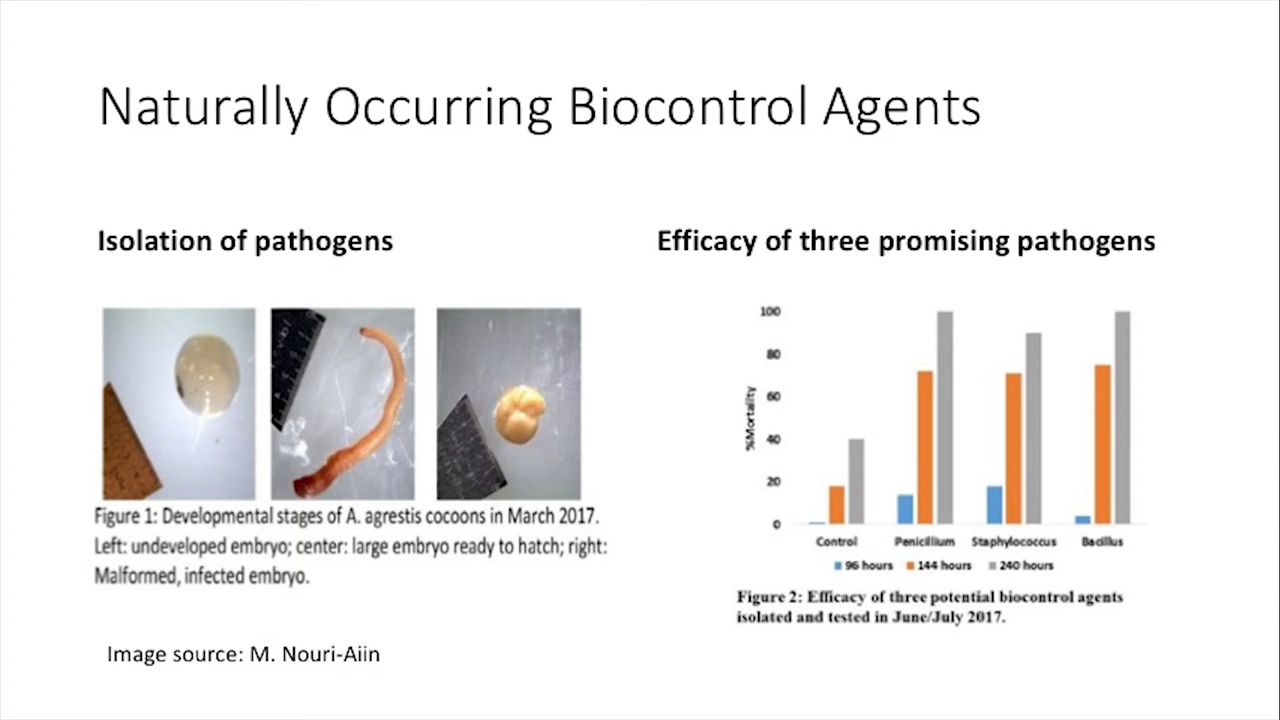 Naturally Occurring Biocontrol Agents
Isolation of pathogens
Figure 1: Developmental stages of A. agrestis cocoons in March 2017.
Left: undeveloped embryo; center: large embryo ready to hatch; right:
Malformed, infected embryo.
Image source: M. Nouri-Aiin
Efficacy of three promising pathogens
%Mortality
100
80
60
40
20
0
Control Penicillium Staphylococcus Bacillus
96 hours 144 hours 240 hours
Figure 2: Efficacy of three potential biocontrol agents
isolated and tested in June/July 2017.